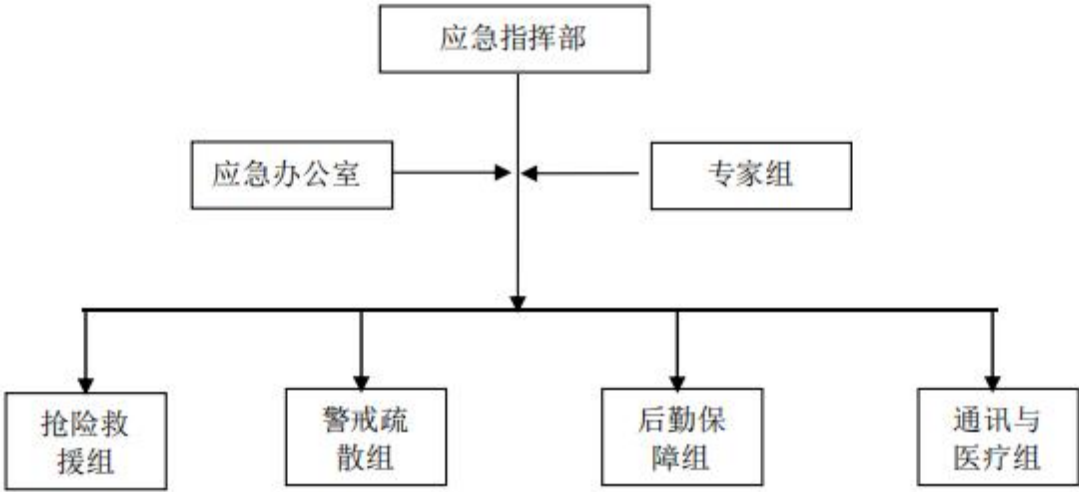 应急指挥部
应急办公室
专家组
抢险救
援组
警戒疏
散组
后勤保
障组
通讯与
医疗组